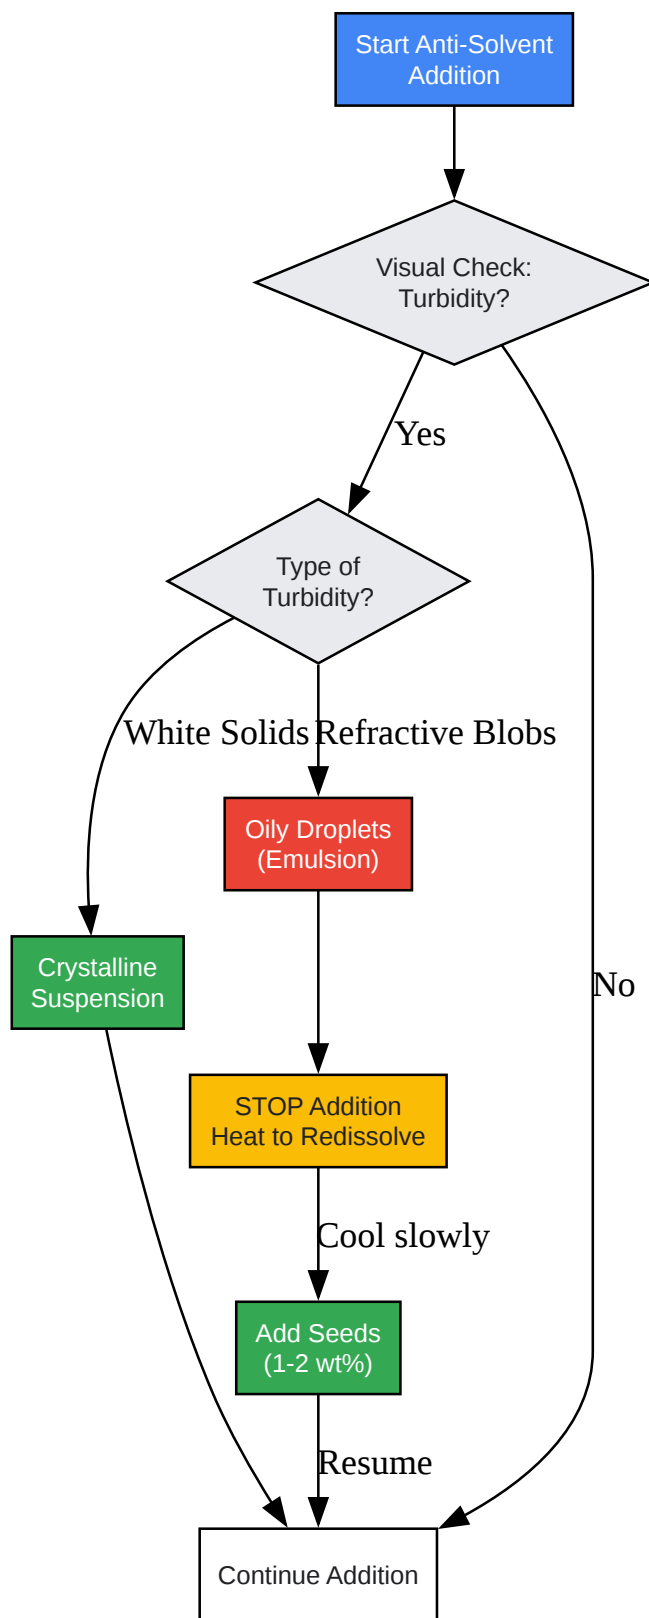 Start Anti-Solvent
Addition
Visual Check:
Turbidity?
Yes
Type of
Turbidity?
White Solids
Refractive Blobs
Oily Droplets
(Emulsion)
Crystalline
Suspension
No
STOP Addition
Heat to Redissolve
Cool slowly
Add Seeds
(1-2 wt%)
Resume
Continue Addition